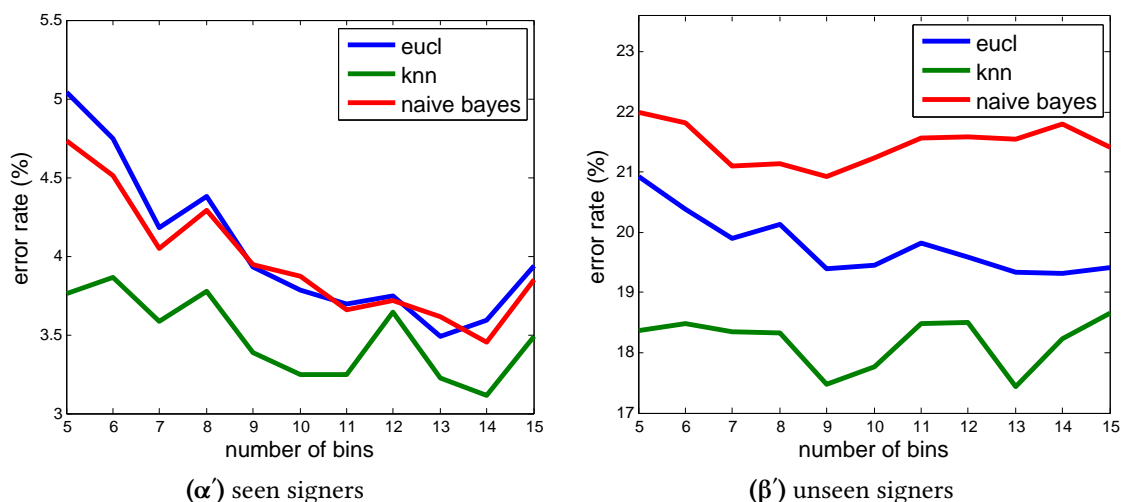 5.5
5
4.5
4
3.5
3
error rate (%)
eucl
knn
naive bayes
5 6 7 8 9 10 11 12 13 14 15
number of bins
(α′) seen signers
23
22
21
20
19
18
17
error rate (%)
eucl
knn
naive bayes
5 6 7 8 9 10 11 12 13 14 15
number of bins
(β′) unseen signers